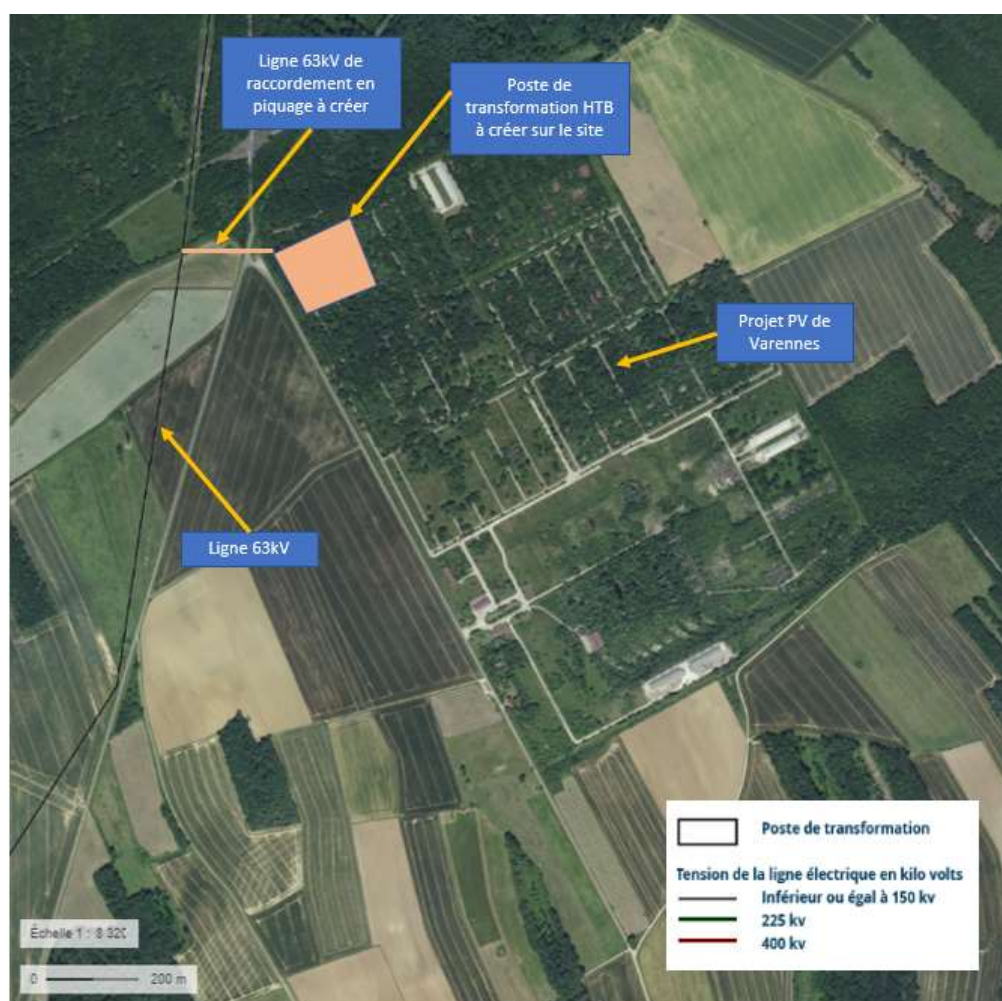 Ligne 63kV de
raccordement en
piquage à créer
Poste de
transformation HTB
à créer sur le site
Projet PV de
Varennes
Ligne 63kV
Poste de transformation
Tension de la ligne électrique en kilo volts
Inférieur ou égal à 150 kv
225 kv
400 kv
Échelle 1 : 8 320
0 200 m